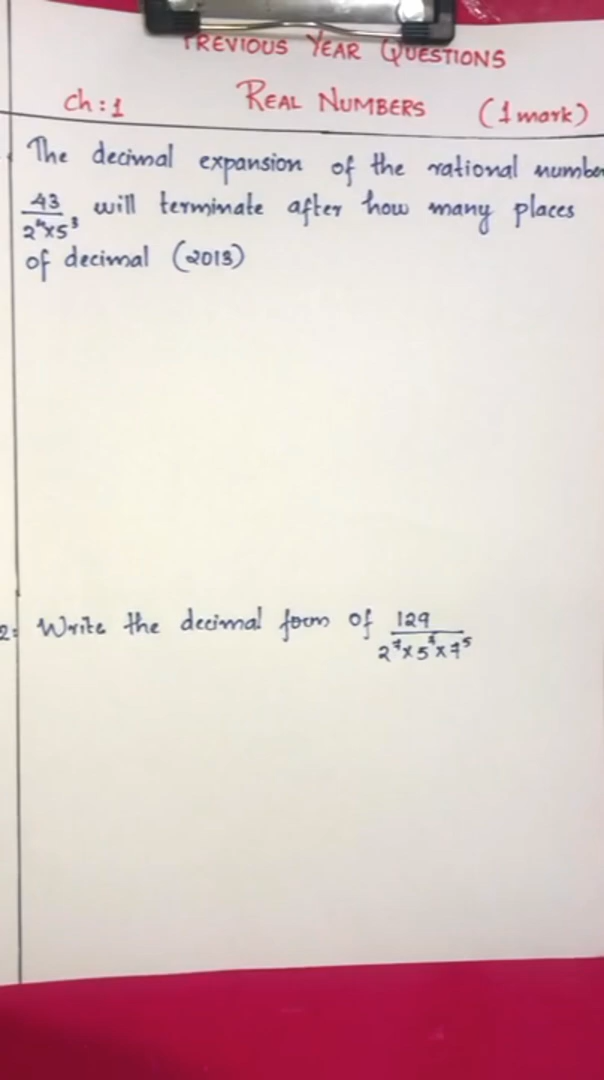 PREVIOUS YEAR QUESTIONS
Ch : 1 REAL NUMBERS (1 mark)
The decimal expansion of the rational number
43/2⁴×5³ will terminate after how many places
of decimal (2013)
2: Write the decimal form of 129/2⁷×5⁷×7⁵